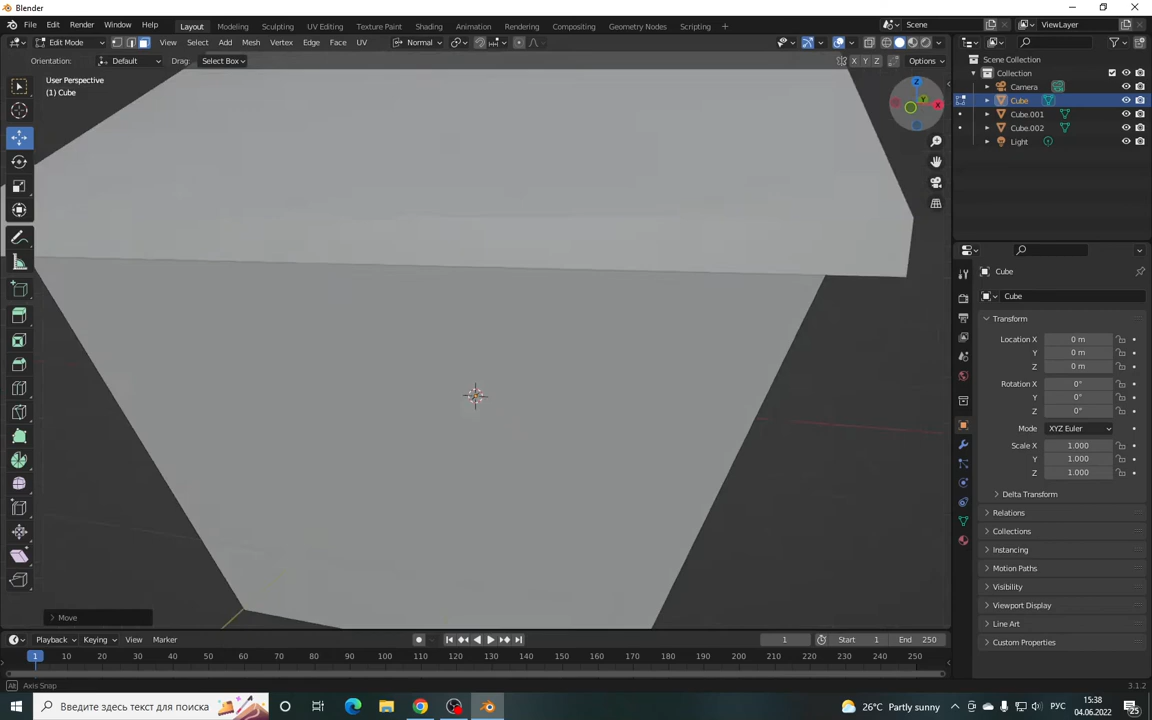 Blender
File Edit Render Window Help Layout Modeling Sculpting UV Editing Texture Paint Shading Animation Rendering Compositing Geometry Nodes Scripting Scene ViewLayer
Edit Mode View Select Add Mesh Vertex Edge Face UV Normal
Orientation: Default Drag: Select Box X Y Z Options
User Perspective
(1) Cube
Z
Y
X
Scene Collection
Collection
Camera
Cube
Cube.001
Cube.002
Light
Cube
Cube
Transform
Location X 0 m
Y 0 m
Z 0 m
Rotation X 0°
Y 0°
Z 0°
Mode XYZ Euler
Scale X 1.000
Y 1.000
Z 1.000
Delta Transform
Relations
Collections
Instancing
Motion Paths
Visibility
Viewport Display
Line Art
Custom Properties
Move
Playback Keying View Marker 1 Start 1 End 250
1 10 20 30 40 50 60 70 80 90 100 110 120 130 140 150 160 170 180 190 200 210 220 230 240 250
Alt Axis Snap 3.1.2
Введите здесь текст для поиска 26°C Partly sunny РУС 15:38
04.06.2022 25